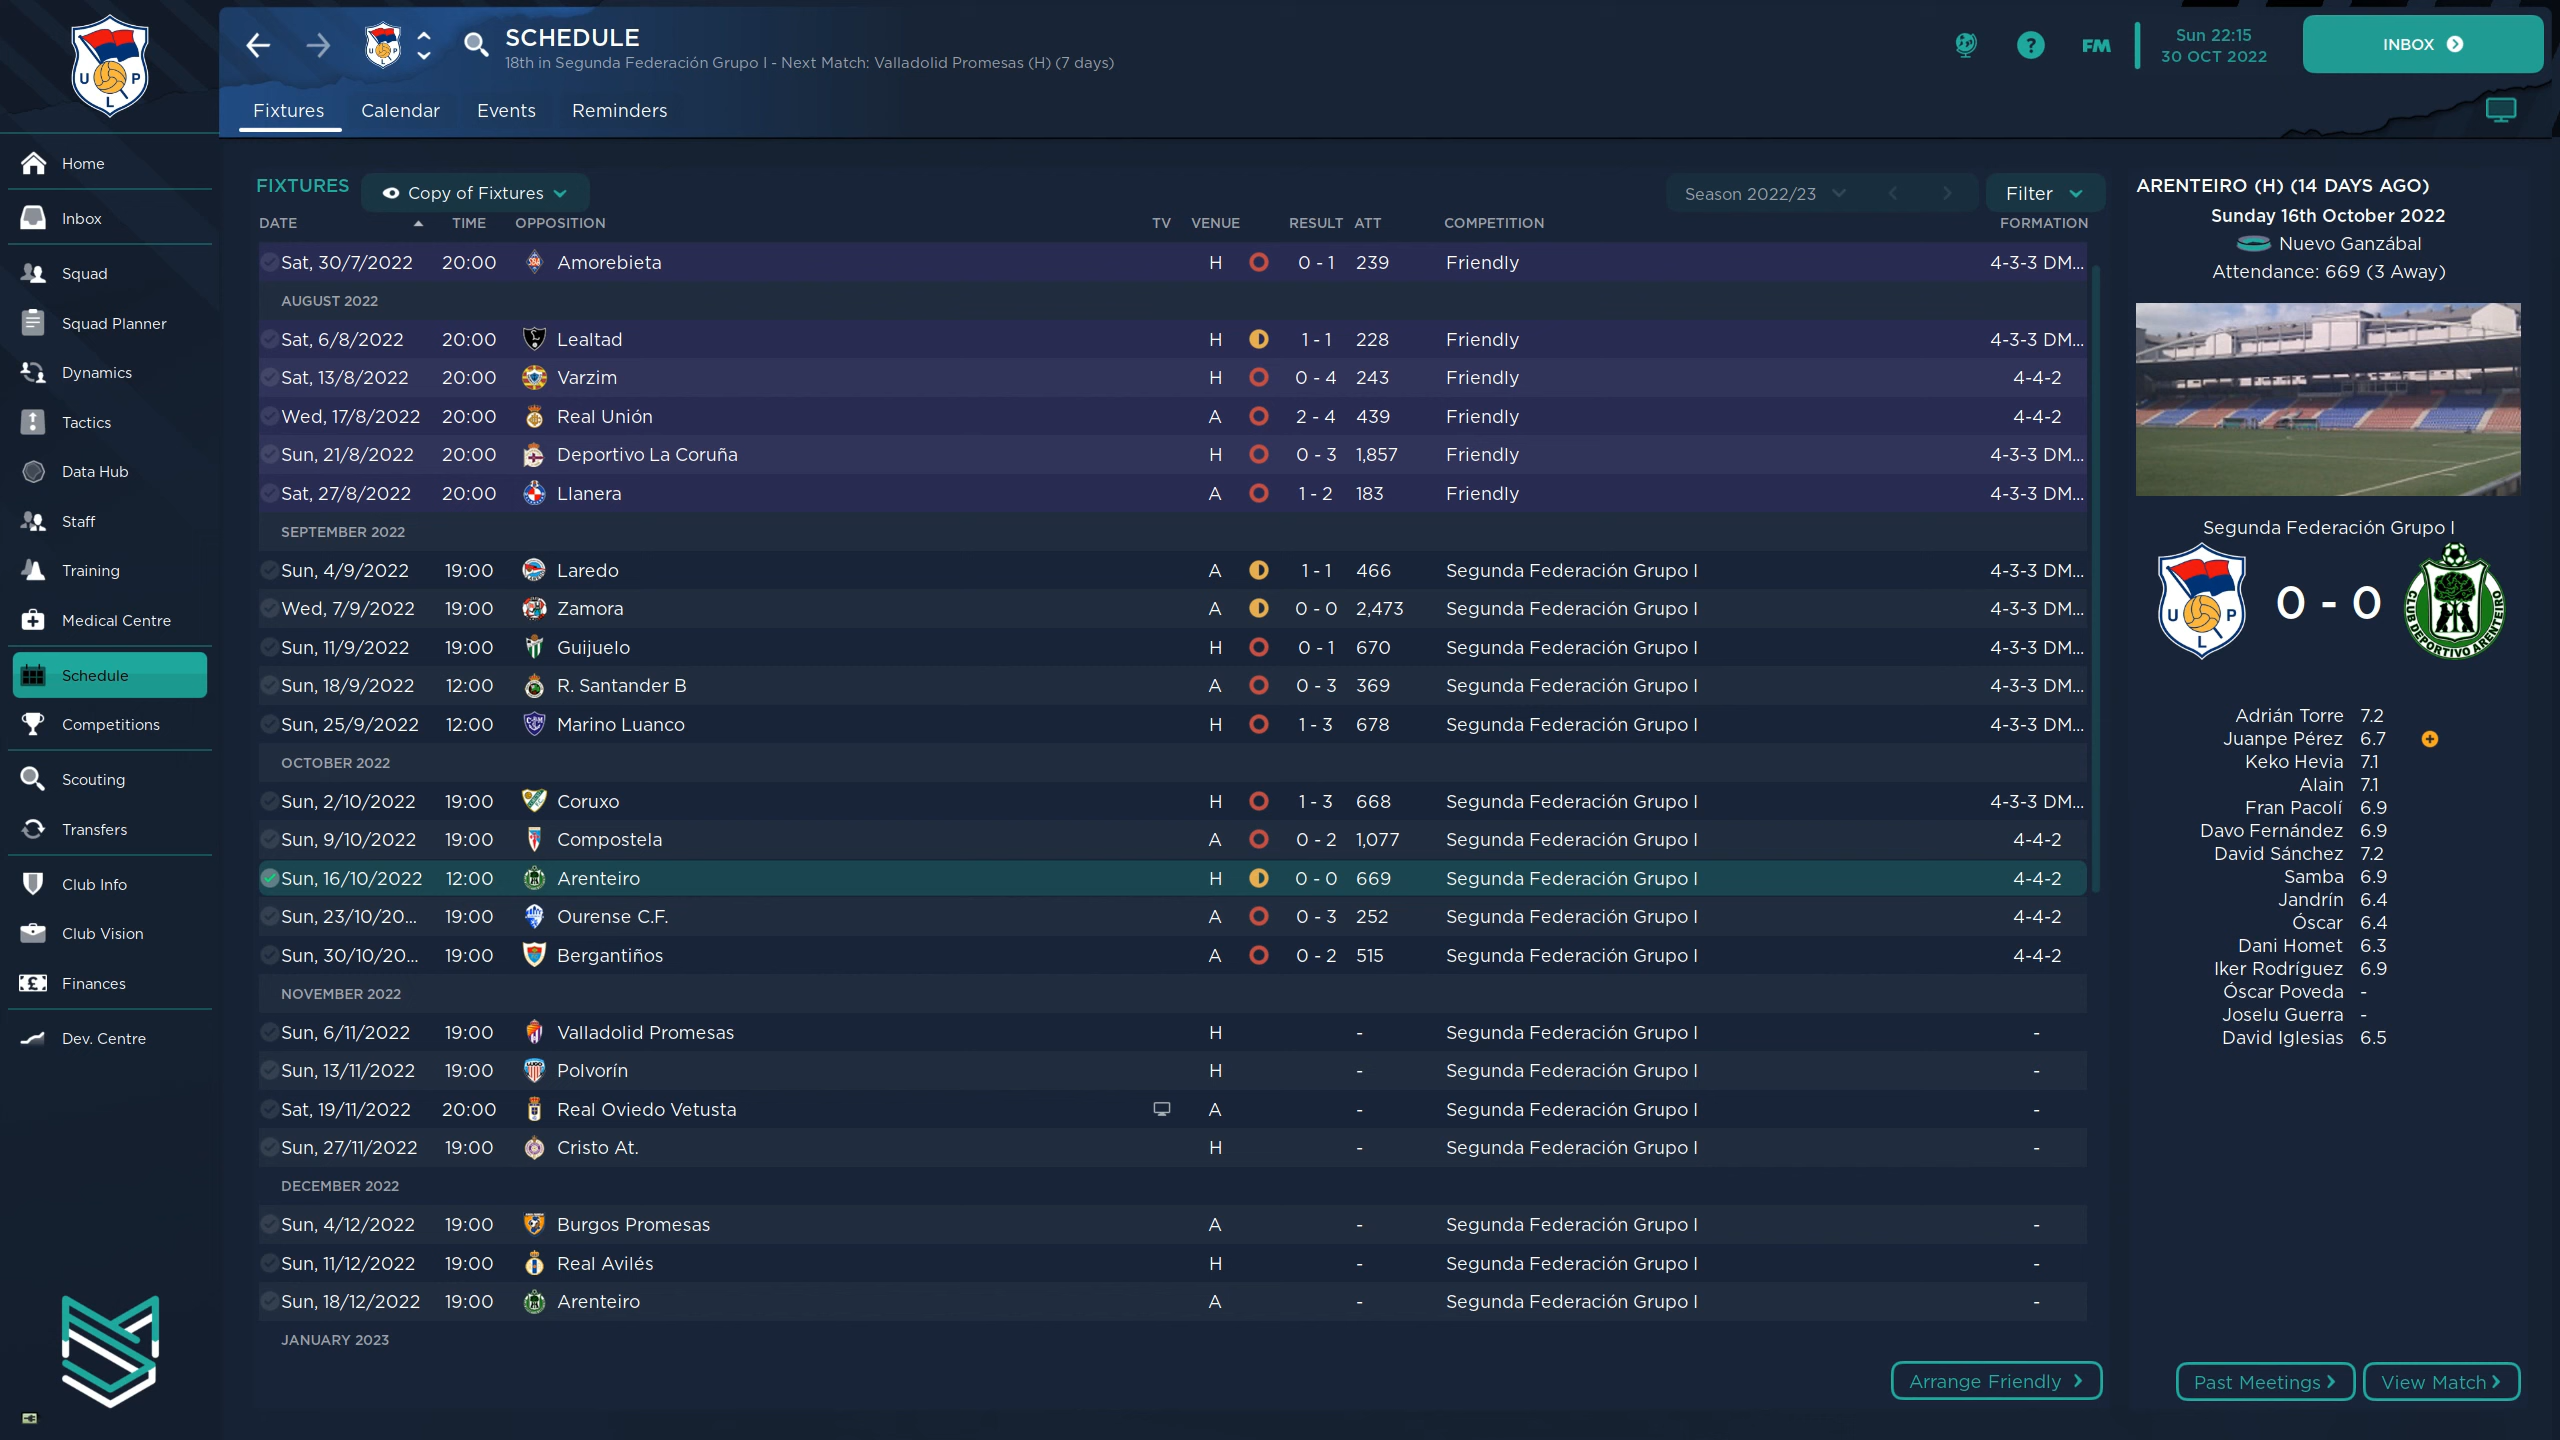 SCHEDULE
18th in Segunda Federación Grupo I - Next Match: Valladolid Promesas (H) (7 days)
FM
Sun 22:15
30 OCT 2022
INBOX
Fixtures Calendar Events Reminders
U P
L
Home
Inbox
Squad
Squad Planner
Dynamics
Tactics
Data Hub
Staff
Training
Medical Centre
Schedule
Competitions
Scouting
Transfers
Club Info
Club Vision
Finances
Dev. Centre
FIXTURES Copy of Fixtures Season 2022/23 Filter
DATE TIME OPPOSITION TV VENUE RESULT ATT COMPETITION FORMATION
Sat, 30/7/2022 20:00 Amorebieta H 0 - 1 239 Friendly 4-3-3 DM...
AUGUST 2022
Sat, 6/8/2022 20:00 Lealtad H 1 - 1 228 Friendly 4-3-3 DM...
Sat, 13/8/2022 20:00 Varzim H 0 - 4 243 Friendly 4-4-2
Wed, 17/8/2022 20:00 Real Unión A 2 - 4 439 Friendly 4-4-2
Sun, 21/8/2022 20:00 Deportivo La Coruña H 0 - 3 1,857 Friendly 4-3-3 DM...
Sat, 27/8/2022 20:00 Llanera A 1 - 2 183 Friendly 4-3-3 DM...
SEPTEMBER 2022
Sun, 4/9/2022 19:00 Laredo A 1 - 1 466 Segunda Federación Grupo I 4-3-3 DM...
Wed, 7/9/2022 19:00 Zamora A 0 - 0 2,473 Segunda Federación Grupo I 4-3-3 DM...
Sun, 11/9/2022 19:00 Guijuelo H 0 - 1 670 Segunda Federación Grupo I 4-3-3 DM...
Sun, 18/9/2022 12:00 R. Santander B A 0 - 3 369 Segunda Federación Grupo I 4-3-3 DM...
Sun, 25/9/2022 12:00 Marino Luanco H 1 - 3 678 Segunda Federación Grupo I 4-3-3 DM...
OCTOBER 2022
Sun, 2/10/2022 19:00 Coruxo H 1 - 3 668 Segunda Federación Grupo I 4-3-3 DM...
Sun, 9/10/2022 19:00 Compostela A 0 - 2 1,077 Segunda Federación Grupo I 4-4-2
Sun, 16/10/2022 12:00 Arenteiro H 0 - 0 669 Segunda Federación Grupo I 4-4-2
Sun, 23/10/20... 19:00 Ourense C.F. A 0 - 3 252 Segunda Federación Grupo I 4-4-2
Sun, 30/10/20... 19:00 Bergantiños A 0 - 2 515 Segunda Federación Grupo I 4-4-2
NOVEMBER 2022
Sun, 6/11/2022 19:00 Valladolid Promesas H - Segunda Federación Grupo I -
Sun, 13/11/2022 19:00 Polvorín H - Segunda Federación Grupo I -
Sat, 19/11/2022 20:00 Real Oviedo Vetusta A - Segunda Federación Grupo I -
Sun, 27/11/2022 19:00 Cristo At. H - Segunda Federación Grupo I -
DECEMBER 2022
Sun, 4/12/2022 19:00 Burgos Promesas A - Segunda Federación Grupo I -
Sun, 11/12/2022 19:00 Real Avilés H - Segunda Federación Grupo I -
Sun, 18/12/2022 19:00 Arenteiro A - Segunda Federación Grupo I -
JANUARY 2023
Arrange Friendly
ARENTEIRO (H) (14 DAYS AGO)
Sunday 16th October 2022
Nuevo Ganzábal
Attendance: 669 (3 Away)
Segunda Federación Grupo I
U P
L
0 - 0
CLUB DEPORTIVO ARENTEIRO
Adrián Torre 7.2
Juanpe Pérez 6.7
Keko Hevia 7.1
Alain 7.1
Fran Pacolí 6.9
Davo Fernández 6.9
David Sánchez 7.2
Samba 6.9
Jandrín 6.4
Óscar 6.4
Dani Homet 6.3
Iker Rodríguez 6.9
Óscar Poveda -
Joselu Guerra -
David Iglesias 6.5
Past Meetings View Match